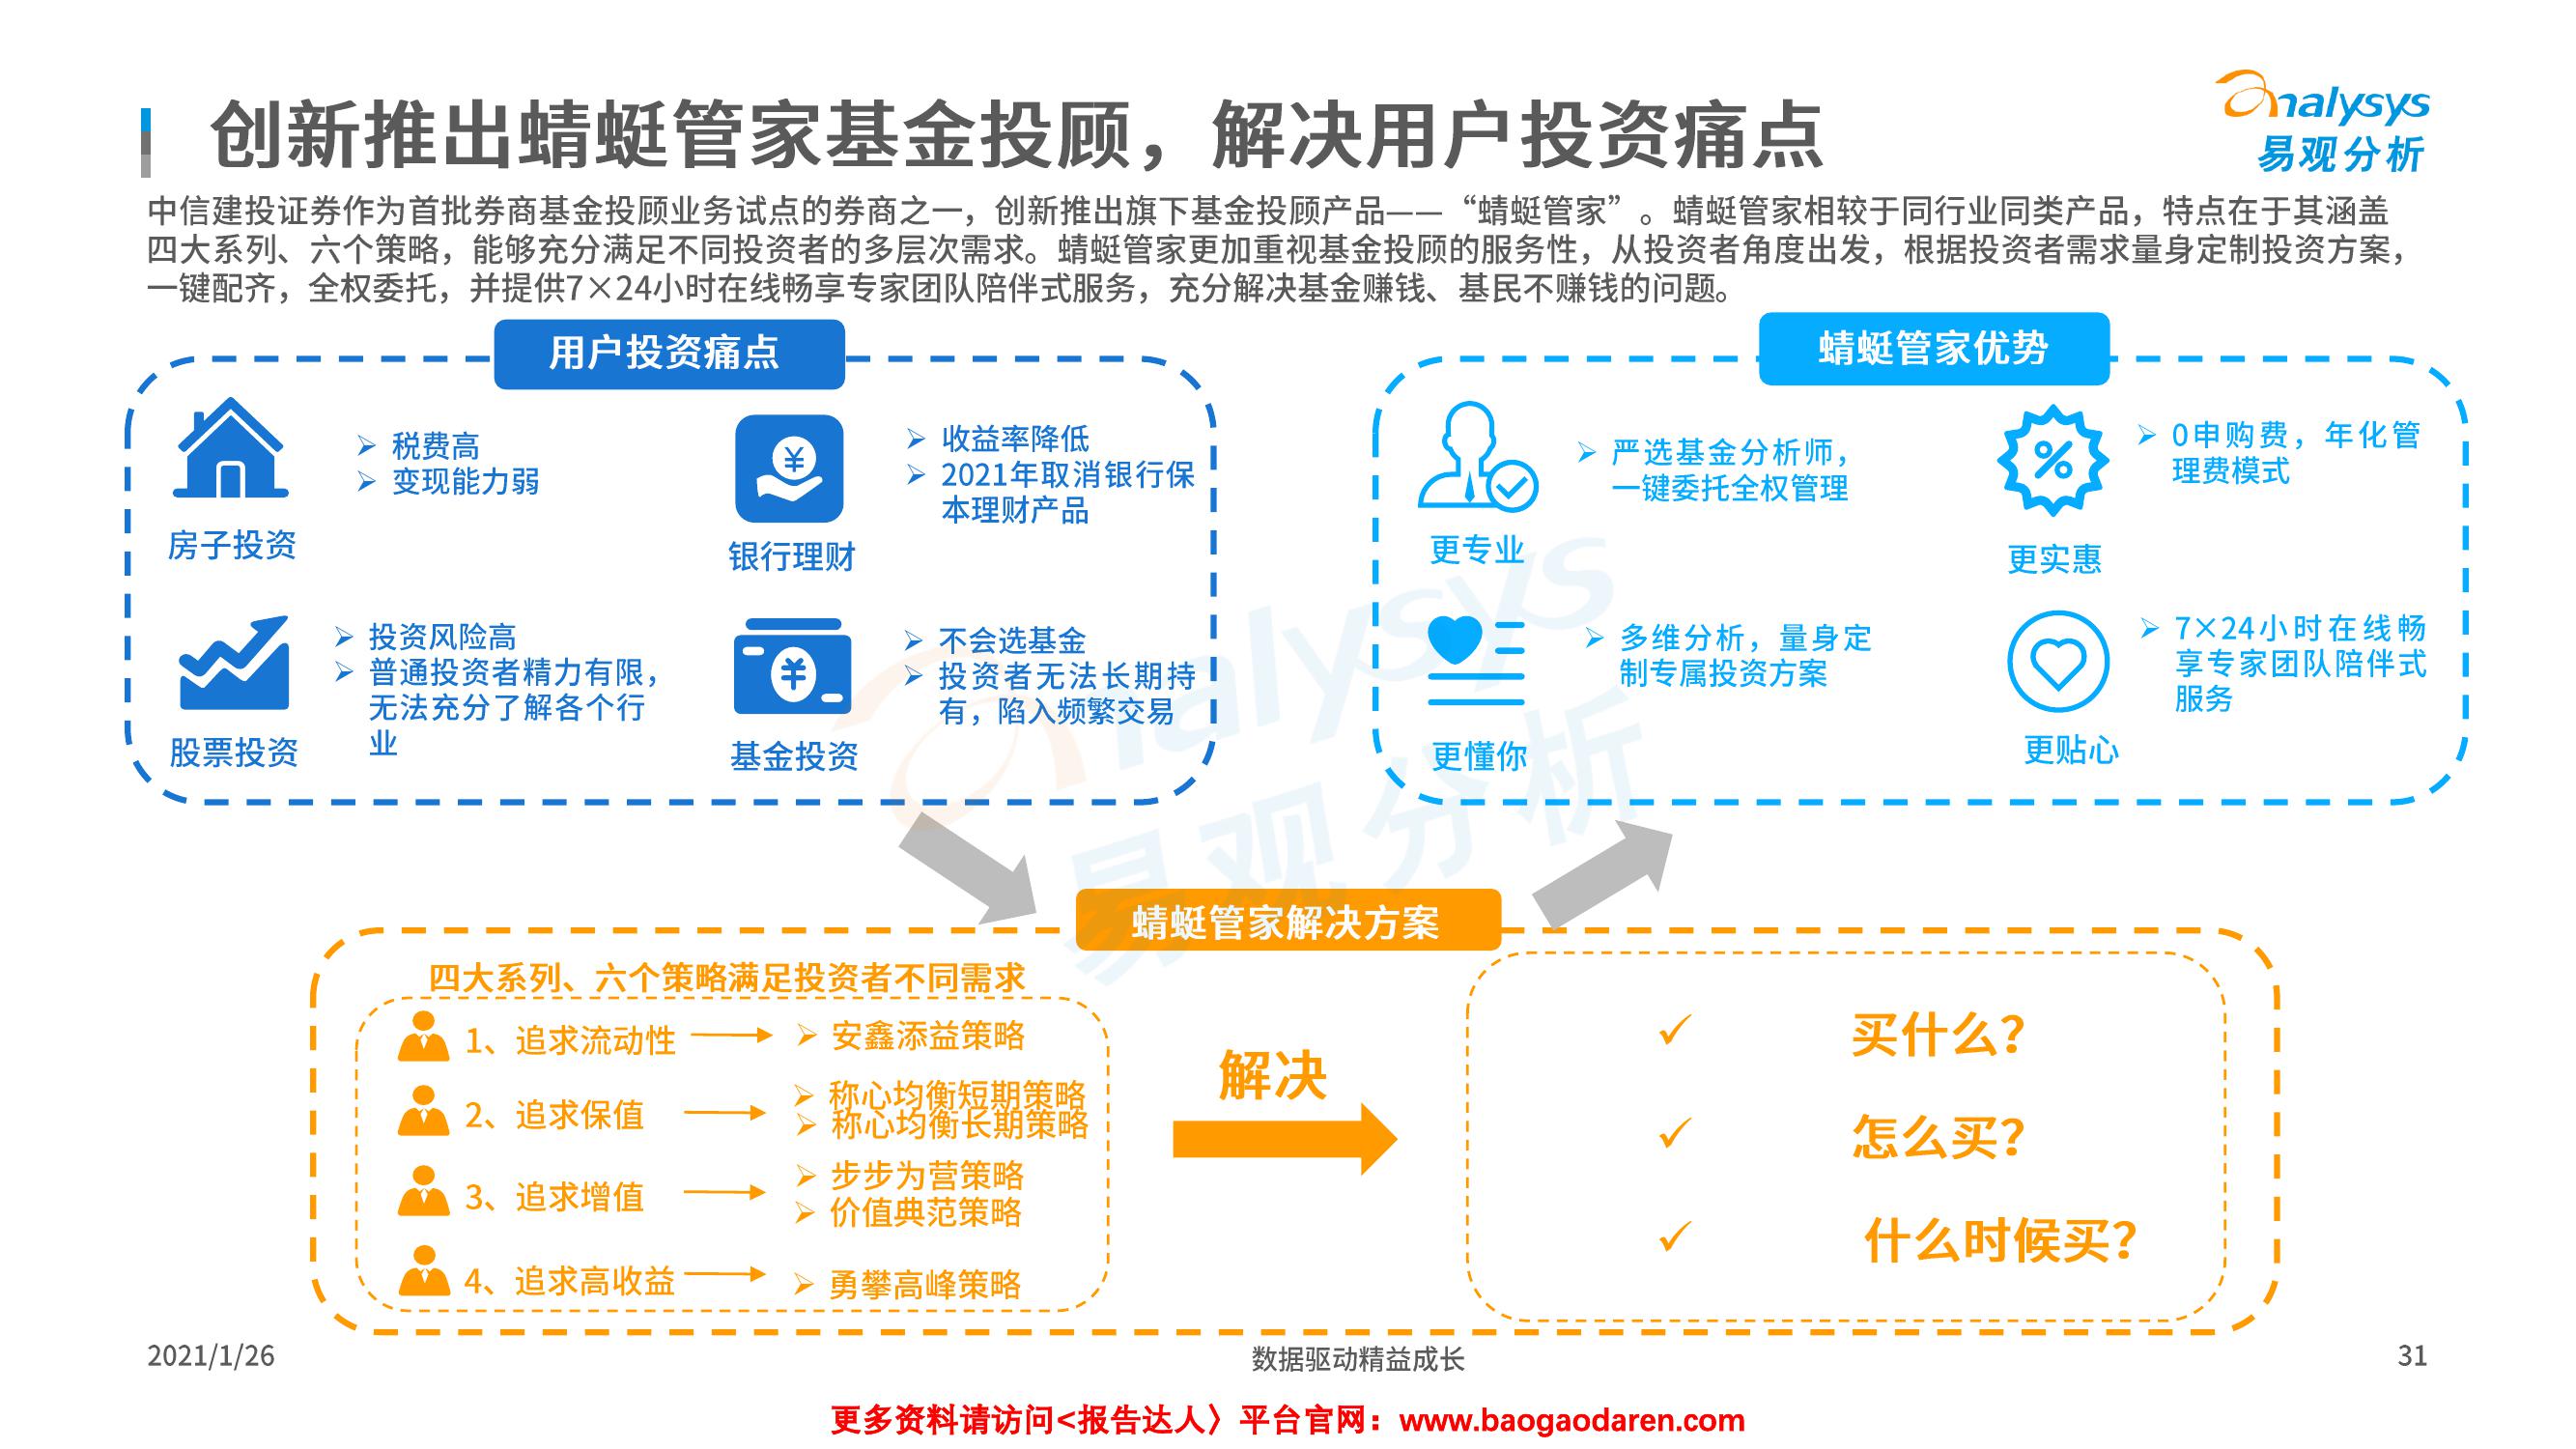 创新推出蜻蜓管家基金投顾，解决用户投资痛点
analysys
易观分析
中信建投证券作为首批券商基金投顾业务试点的券商之一，创新推出旗下基金投顾产品——“蜻蜓管家”。蜻蜓管家相较于同行业同类产品，特点在于其涵盖
四大系列、六个策略，能够充分满足不同投资者的多层次需求。蜻蜓管家更加重视基金投顾的服务性，从投资者角度出发，根据投资者需求量身定制投资方案，
一键配齐，全权委托，并提供7×24小时在线畅享专家团队陪伴式服务，充分解决基金赚钱、基民不赚钱的问题。
用户投资痛点
房子投资
➢ 税费高
➢ 变现能力弱
银行理财
➢ 收益率降低
➢ 2021年取消银行保
本理财产品
股票投资
➢ 投资风险高
➢ 普通投资者精力有限，
无法充分了解各个行
业
基金投资
➢ 不会选基金
➢ 投资者无法长期持
有，陷入频繁交易
蜻蜓管家优势
更专业
➢ 严选基金分析师，
一键委托全权管理
更实惠
➢ 0申购费，年化管
理费模式
更懂你
➢ 多维分析，量身定
制专属投资方案
更贴心
➢ 7×24小时在线畅
享专家团队陪伴式
服务
analysys
易观分析
蜻蜓管家解决方案
四大系列、六个策略满足投资者不同需求
1、追求流动性
➢ 安鑫添益策略
2、追求保值
➢ 称心均衡短期策略
➢ 称心均衡长期策略
3、追求增值
➢ 步步为营策略
➢ 价值典范策略
4、追求高收益
➢ 勇攀高峰策略
解决
✓ 买什么？
✓ 怎么买？
✓ 什么时候买？
2021/1/26
数据驱动精益成长
31
更多资料请访问<报告达人〉平台官网：www.baogaodaren.com